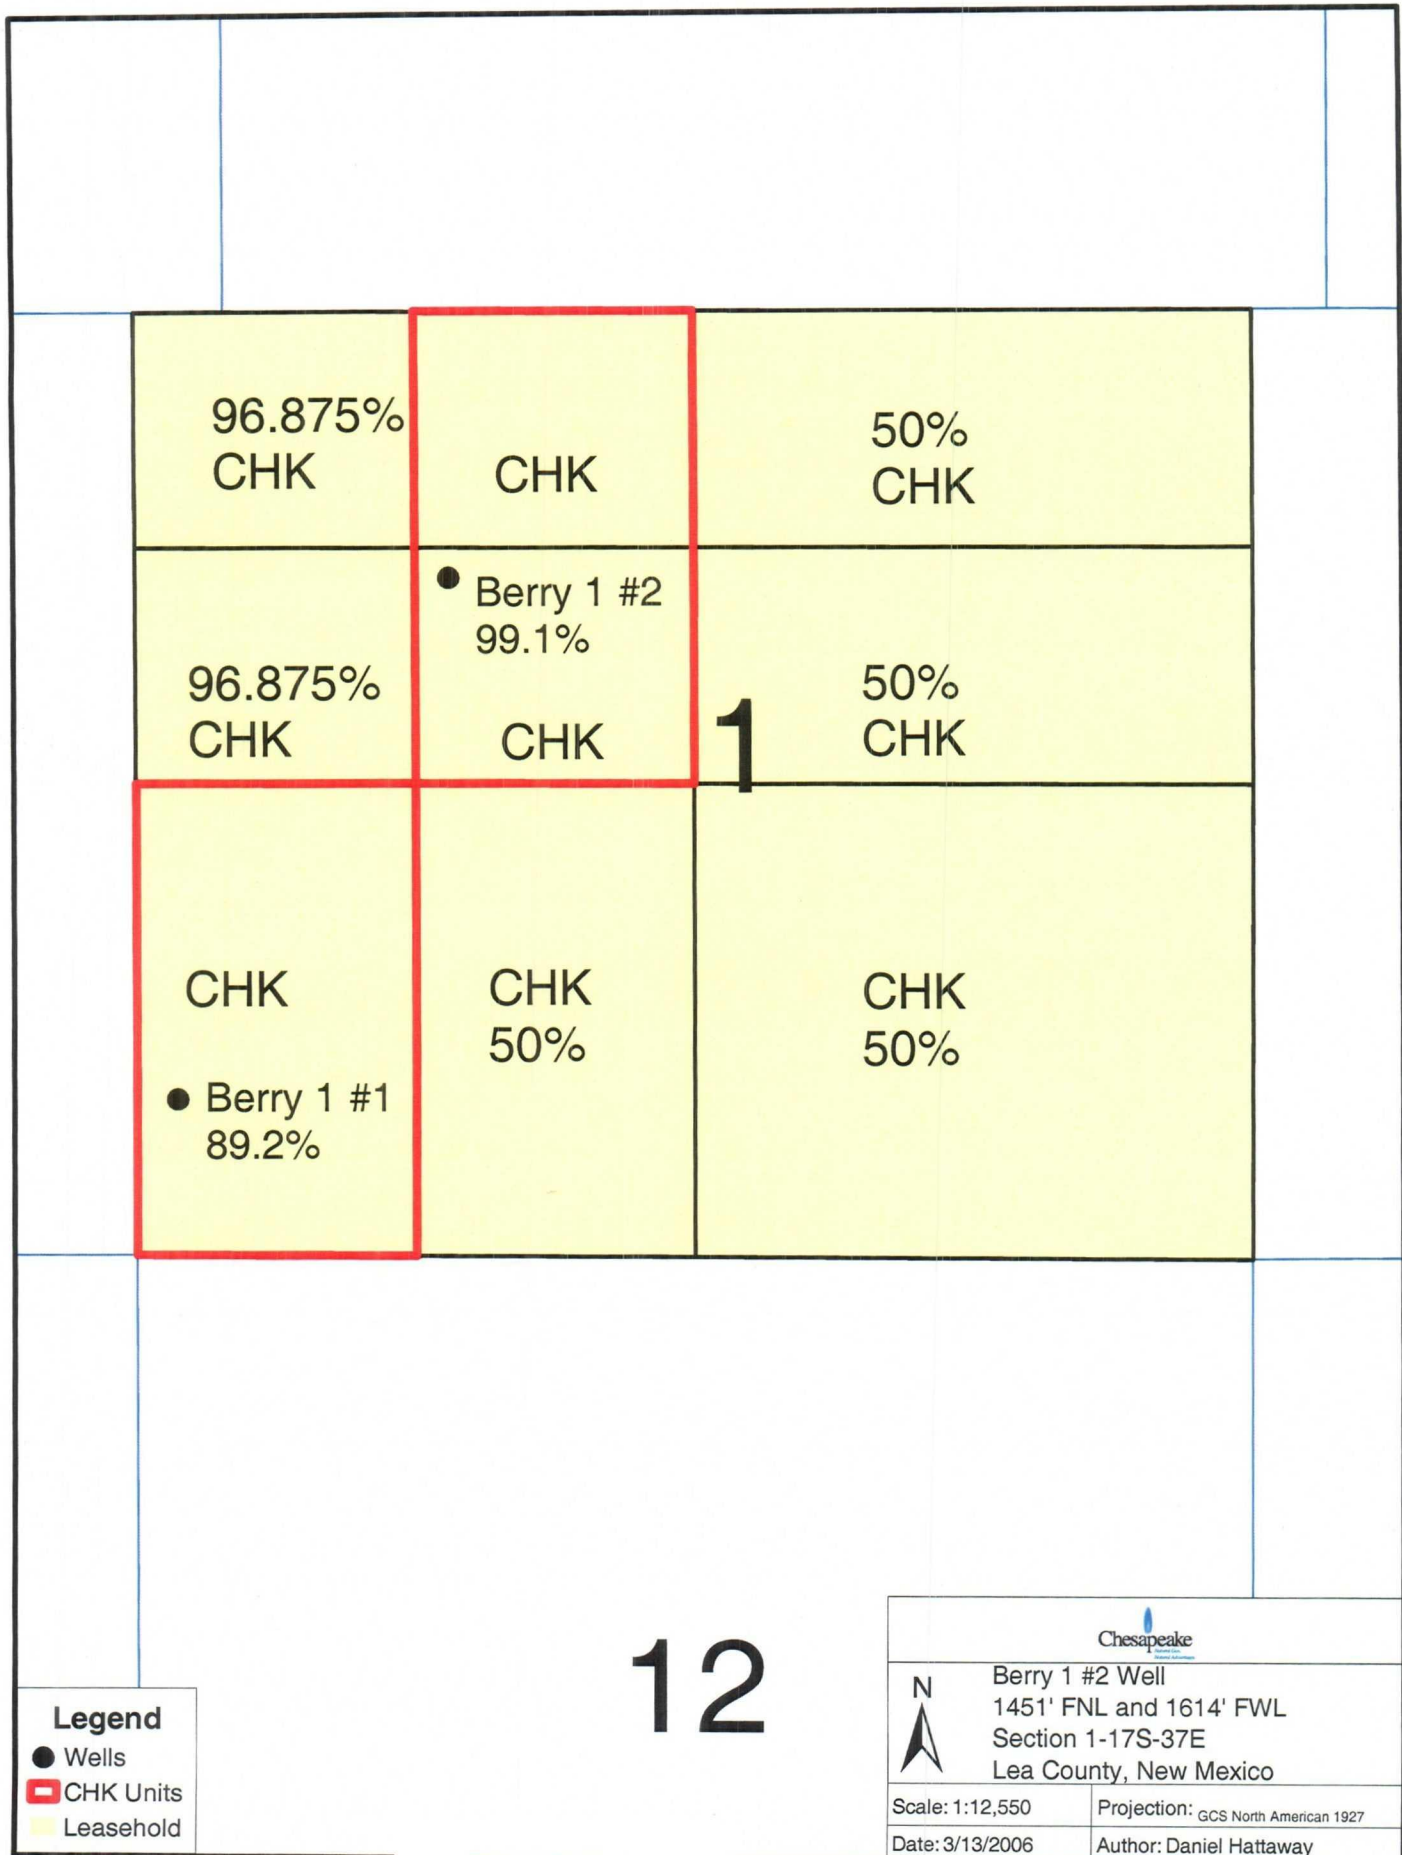 96.875%
CHK
CHK
50%
CHK
Berry 1 #2
99.1%
96.875%
CHK
CHK
1
50%
CHK
CHK
Berry 1 #1
89.2%
CHK
50%
CHK
50%
12
Legend
Wells
CHK Units
Leasehold
Chesapeake
N
Berry 1 #2 Well
1451' FNL and 1614' FWL
Section 1-17S-37E
Lea County, New Mexico
Scale: 1:12,550
Projection: GCS North American 1927
Date: 3/13/2006
Author: Daniel Hattaway